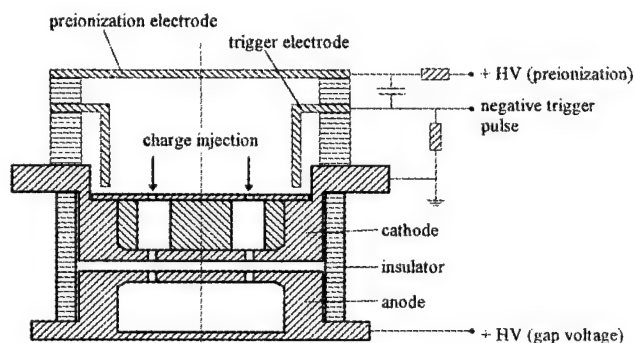 preionization electrode
trigger electrode
+ HV (preionization)
negative trigger
pulse
charge injection
cathode
insulator
anode
+ HV (gap voltage)